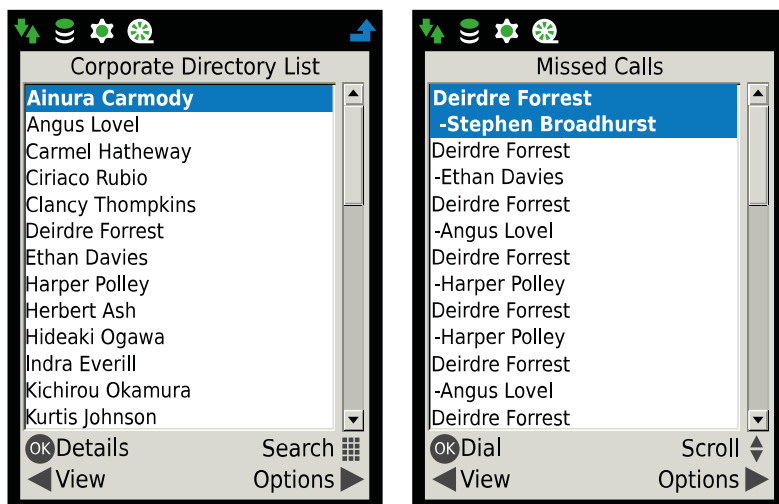 Corporate Directory List
Ainura Carmody
Angus Lovel
Carmel Hatheway
Ciriaco Rubio
Clancy Thompkins
Deirdre Forrest
Ethan Davies
Harper Polley
Herbert Ash
Hideaki Ogawa
Indra Everill
Kichirou Okamura
Kurtis Johnson
OK Details Search
View Options
Missed Calls
Deirdre Forrest
-Stephen Broadhurst
Deirdre Forrest
-Ethan Davies
Deirdre Forrest
-Angus Lovel
Deirdre Forrest
-Harper Polley
Deirdre Forrest
-Harper Polley
Deirdre Forrest
-Angus Lovel
Deirdre Forrest
OK Dial Scroll
View Options